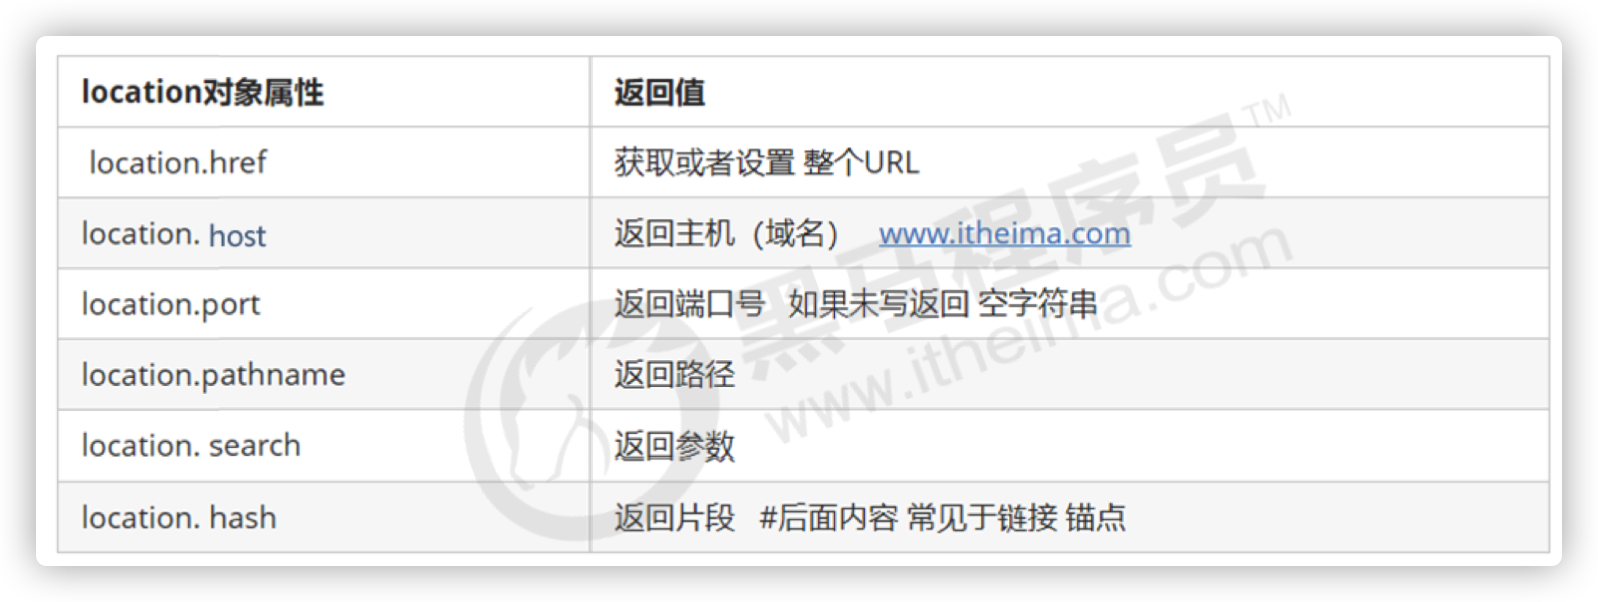 location对象属性 返回值
location.href 获取或者设置 整个URL
location. host 返回主机（域名） www.itheima.com
location.port 返回端口号 如果未写返回 空字符串
location.pathname 返回路径
location. search 返回参数
location. hash 返回片段 #后面内容 常见于链接 锚点
黑马程序员™
www.itheima.com